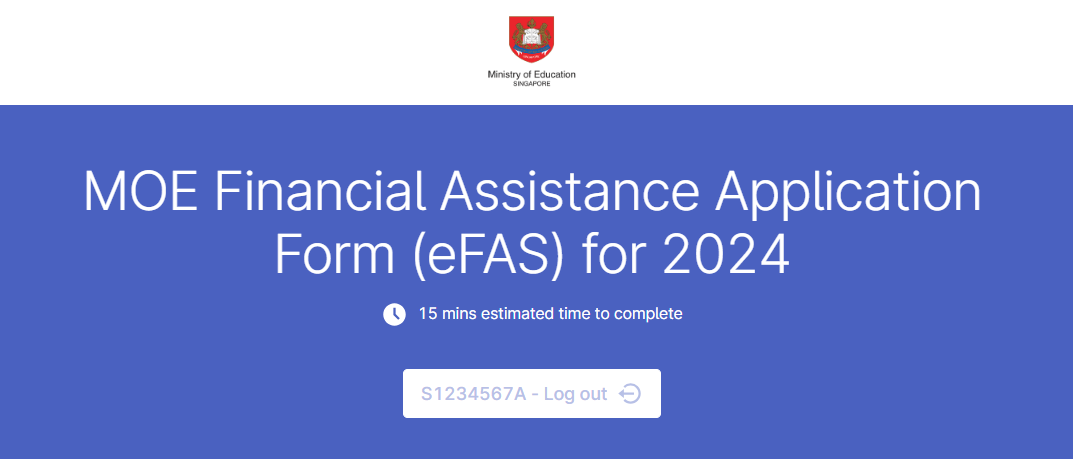 Ministry of Education
SINGAPORE
MOE Financial Assistance Application
Form (eFAS) for 2024
15 mins estimated time to complete
S1234567A - Log out